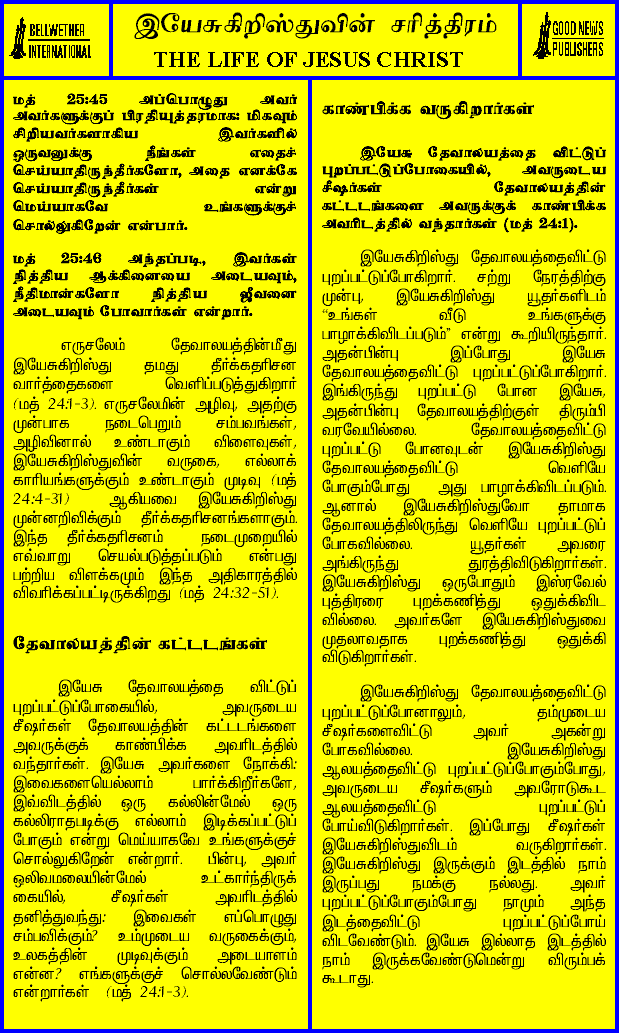 BELLWETHER
INTERNATIONAL
இயேசுகிறிஸ்துவின் சரித்திரம்
THE LIFE OF JESUS CHRIST
GOOD NEWS
PUBLISHERS
மத் 25:45 அப்பொழுது அவர்
அவர்களுக்குப் பிரதியுத்தரமாக: மிகவும்
சிறியவர்களாகிய இவர்களில்
ஒருவனுக்கு நீங்கள் எதைச்
செய்யாதிருந்தீர்களோ, அதை எனக்கே
செய்யாதிருந்தீர்கள் என்று
மெய்யாகவே உங்களுக்குச்
சொல்லுகிறேன் என்பார்.
மத் 25:46 அந்தப்படி, இவர்கள்
நித்திய ஆக்கினையை அடையவும்,
நீதிமான்களோ நித்திய ஜீவனை
அடையவும் போவார்கள் என்றார்.
எருசலேம் தேவாலயத்தின்மீது
இயேசுகிறிஸ்து தமது தீர்க்கதரிசன
வார்த்தைகளை வெளிப்படுத்துகிறார்
(மத் 24:1-3). எருசலேமின் அழிவு, அதற்கு
முன்பாக நடைபெறும் சம்பவங்கள்,
அழிவினால் உண்டாகும் விளைவுகள்,
இயேசுகிறிஸ்துவின் வருகை, எல்லாக்
காரியங்களுக்கும் உண்டாகும் முடிவு (மத்
24:4-31) ஆகியவை இயேசுகிறிஸ்து
முன்னறிவிக்கும் தீர்க்கதரிசனங்களாகும்.
இந்த தீர்க்கதரிசனம் நடைமுறையில்
எவ்வாறு செயல்படுத்தப்படும் என்பது
பற்றிய விளக்கமும் இந்த அதிகாரத்தில்
விவரிக்கப்பட்டிருக்கிறது (மத் 24:32-51).
தேவாலயத்தின் கட்டடங்கள்
இயேசு தேவாலயத்தை விட்டுப்
புறப்பட்டுப்போகையில், அவருடைய
சீஷர்கள் தேவாலயத்தின் கட்டடங்களை
அவருக்குக் காண்பிக்க அவரிடத்தில்
வந்தார்கள். இயேசு அவர்களை நோக்கி:
இவைகளையெல்லாம் பார்க்கிறீர்களே,
இவ்விடத்தில் ஒரு கல்லின்மேல் ஒரு
கல்லிராதபடிக்கு எல்லாம் இடிக்கப்பட்டுப்
போகும் என்று மெய்யாகவே உங்களுக்குச்
சொல்லுகிறேன் என்றார். பின்பு, அவர்
ஒலிவமலையின்மேல் உட்கார்ந்திருக்
கையில், சீஷர்கள் அவரிடத்தில்
தனித்துவந்து: இவைகள் எப்பொழுது
சம்பவிக்கும்? உம்முடைய வருகைக்கும்,
உலகத்தின் முடிவுக்கும் அடையாளம்
என்ன? எங்களுக்குச் சொல்லவேண்டும்
என்றார்கள் (மத் 24:1-3).
காண்பிக்க வருகிறார்கள்
இயேசு தேவாலயத்தை விட்டுப்
புறப்பட்டுப்போகையில், அவருடைய
சீஷர்கள் தேவாலயத்தின்
கட்டடங்களை அவருக்குக் காண்பிக்க
அவரிடத்தில் வந்தார்கள் (மத் 24:1).
இயேசுகிறிஸ்து தேவாலயத்தைவிட்டு
புறப்பட்டுப்போகிறார். சற்று நேரத்திற்கு
முன்பு, இயேசுகிறிஸ்து யூதர்களிடம்
“உங்கள் வீடு உங்களுக்கு
பாழாக்கிவிடப்படும்” என்று கூறியிருந்தார்.
அதன்பின்பு இப்போது இயேசு
தேவாலயத்தைவிட்டு புறப்பட்டுப்போகிறார்.
இங்கிருந்து புறப்பட்டு போன இயேசு,
அதன்பின்பு தேவாலயத்திற்குள் திரும்பி
வரவேயில்லை. தேவாலயத்தைவிட்டு
புறப்பட்டு போனவுடன் இயேசுகிறிஸ்து
தேவாலயத்தைவிட்டு வெளியே
போகும்போது அது பாழாக்கிவிடப்படும்.
ஆனால் இயேசுகிறிஸ்துவோ தாமாக
தேவாலயத்திலிருந்து வெளியே புறப்பட்டுப்
போகவில்லை. யூதர்கள் அவரை
அங்கிருந்து துரத்திவிடுகிறார்கள்.
இயேசுகிறிஸ்து ஒருபோதும் இஸ்ரவேல்
புத்திரரை புறக்கணித்து ஒதுக்கிவிட
வில்லை. அவர்களே இயேசுகிறிஸ்துவை
முதலாவதாக புறக்கணித்து ஒதுக்கி
விடுகிறார்கள்.
இயேசுகிறிஸ்து தேவாலயத்தைவிட்டு
புறப்பட்டுப்போனாலும், தம்முடைய
சீஷர்களைவிட்டு அவர் அகன்று
போகவில்லை. இயேசுகிறிஸ்து
ஆலயத்தைவிட்டு புறப்பட்டுப்போகும்போது,
அவருடைய சீஷர்களும் அவரோடுகூட
ஆலயத்தைவிட்டு புறப்பட்டுப்
போய்விடுகிறார்கள். இப்போது சீஷர்கள்
இயேசுகிறிஸ்துவிடம் வருகிறார்கள்.
இயேசுகிறிஸ்து இருக்கும் இடத்தில் நாம்
இருப்பது நமக்கு நல்லது. அவர்
புறப்பட்டுப்போகும்போது நாமும் அந்த
இடத்தைவிட்டு புறப்பட்டுப்போய்
விடவேண்டும். இயேசு இல்லாத இடத்தில்
நாம் இருக்கவேண்டுமென்று விரும்பக்
கூடாது.